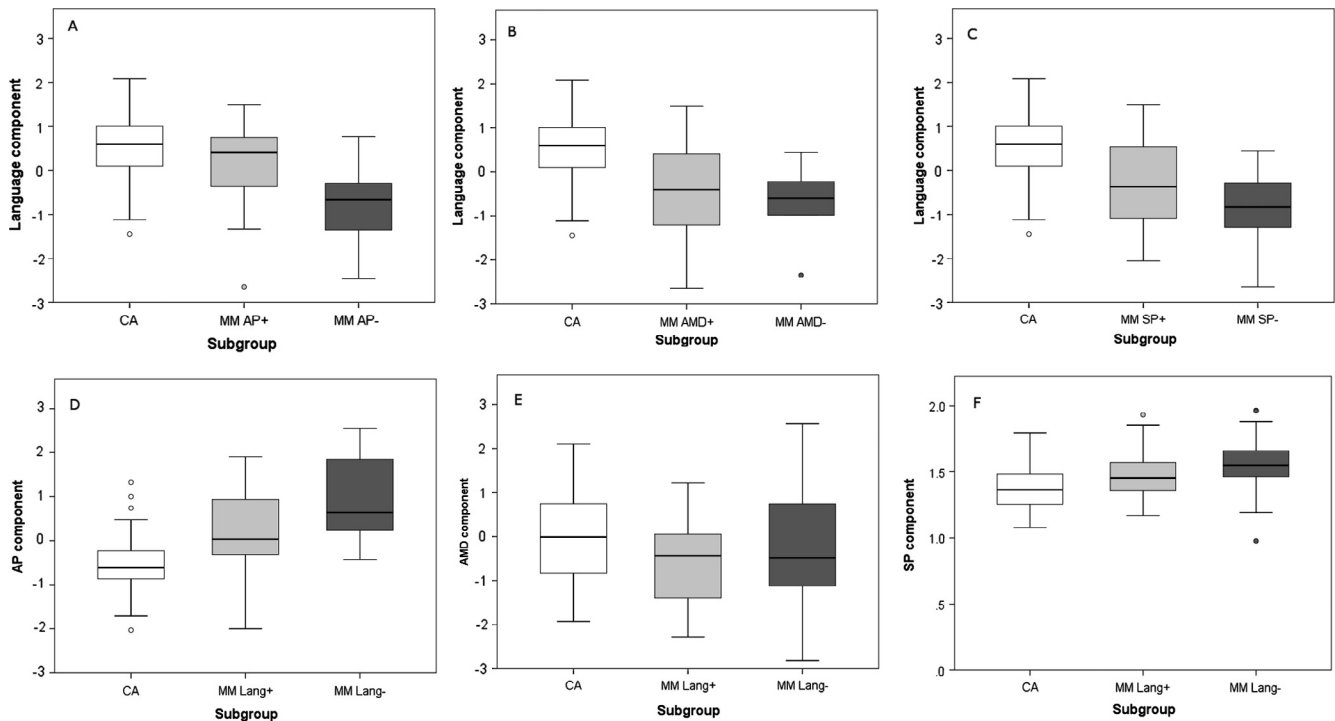 A
Language component
3
2
1
0
-1
-2
-3
CA
MM AP+
MM AP-
Subgroup
B
Language component
3
2
1
0
-1
-2
-3
CA
MM AMD+
MM AMD-
Subgroup
C
Language component
3
2
1
0
-1
-2
-3
CA
MM SP+
MM SP-
Subgroup
D
AP component
3
2
1
0
-1
-2
-3
CA
MM Lang+
MM Lang-
Subgroup
E
AMD component
3
2
1
0
-1
-2
-3
CA
MM Lang+
MM Lang-
Subgroup
F
SP component
2.0
1.5
1.0
.5
.0
CA
MM Lang+
MM Lang-
Subgroup